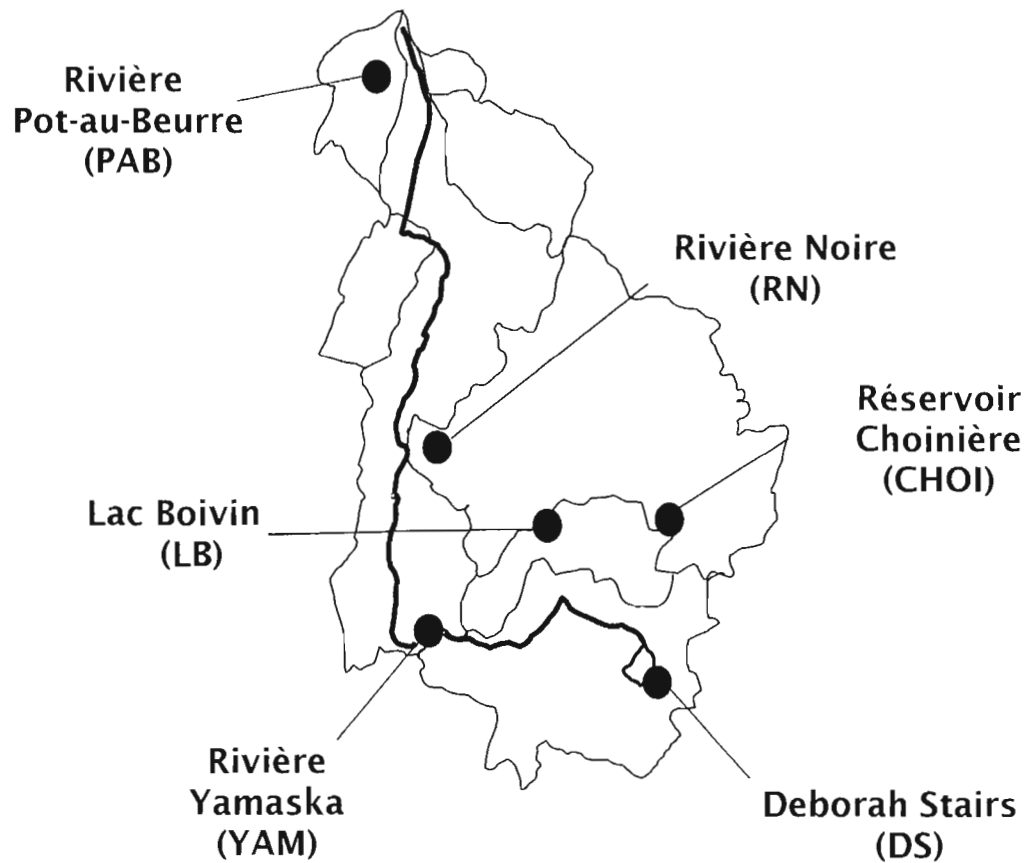 Rivière
Pot-au-Beurre
(PAB)
Rivière Noire
(RN)
Réservoir
Choinière
(CHOI)
Lac Boivin
(LB)
Rivière
Yamaska
(YAM)
Deborah Stairs
(DS)